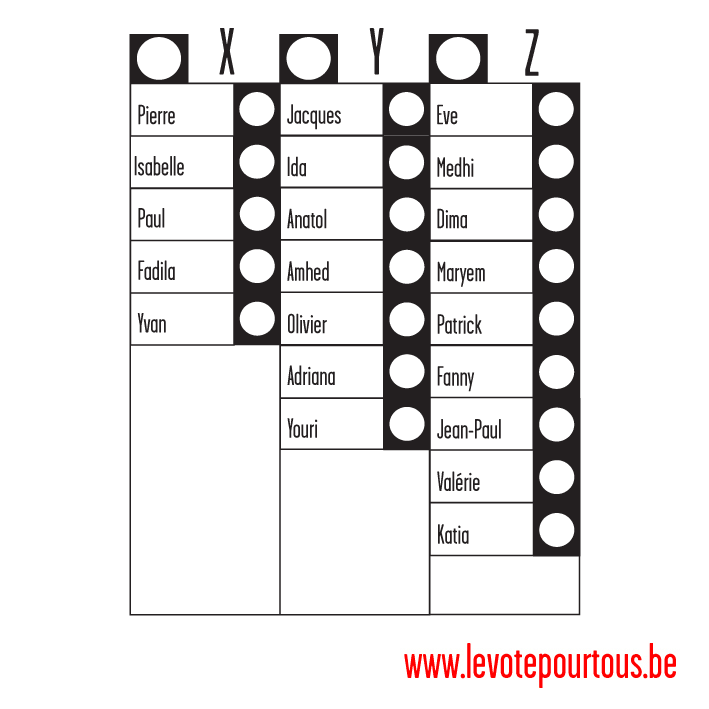 X Y Z
Pierre Jacques Eve
Isabelle Ida Medhi
Paul Anatol Dima
Fadila Amhed Maryem
Yvan Olivier Patrick
Adriana Fanny
Youri Jean-Paul
Valérie
Katia
www.levotepourtous.be